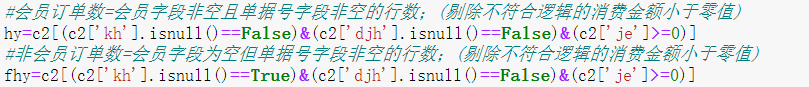 #会员订单数=会员字段非空且单据号字段非空的行数; (剔除不符合逻辑的消费金额小于零值)
hy=c2[(c2['kh'].isnull()==False)&(c2['djh'].isnull()==False)&(c2['je']>=0)]
#非会员订单数=会员字段为空但单据号字段非空的行数; (剔除不符合逻辑的消费金额小于零值)
fhy=c2[(c2['kh'].isnull()==True)&(c2['djh'].isnull()==False)&(c2['je']>=0)]